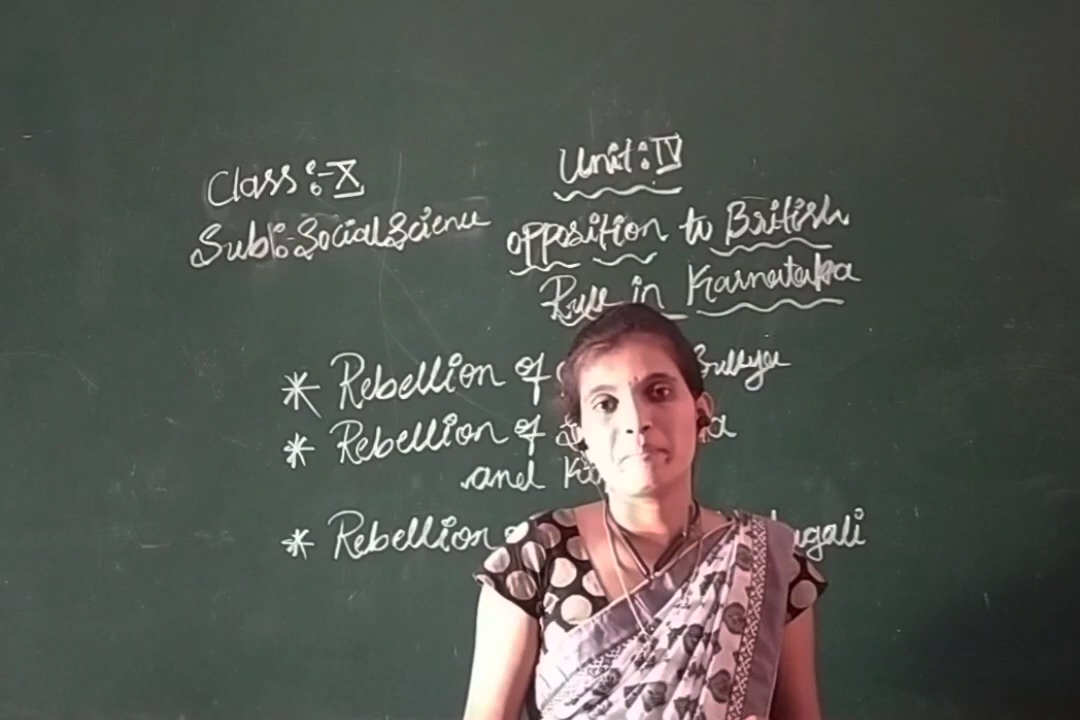 Class :- X
Sub:- Social Science
Unit : IV
opposition to British
Rule in Karnataka
* Rebellion of
* Rebellion of
and
* Rebellion